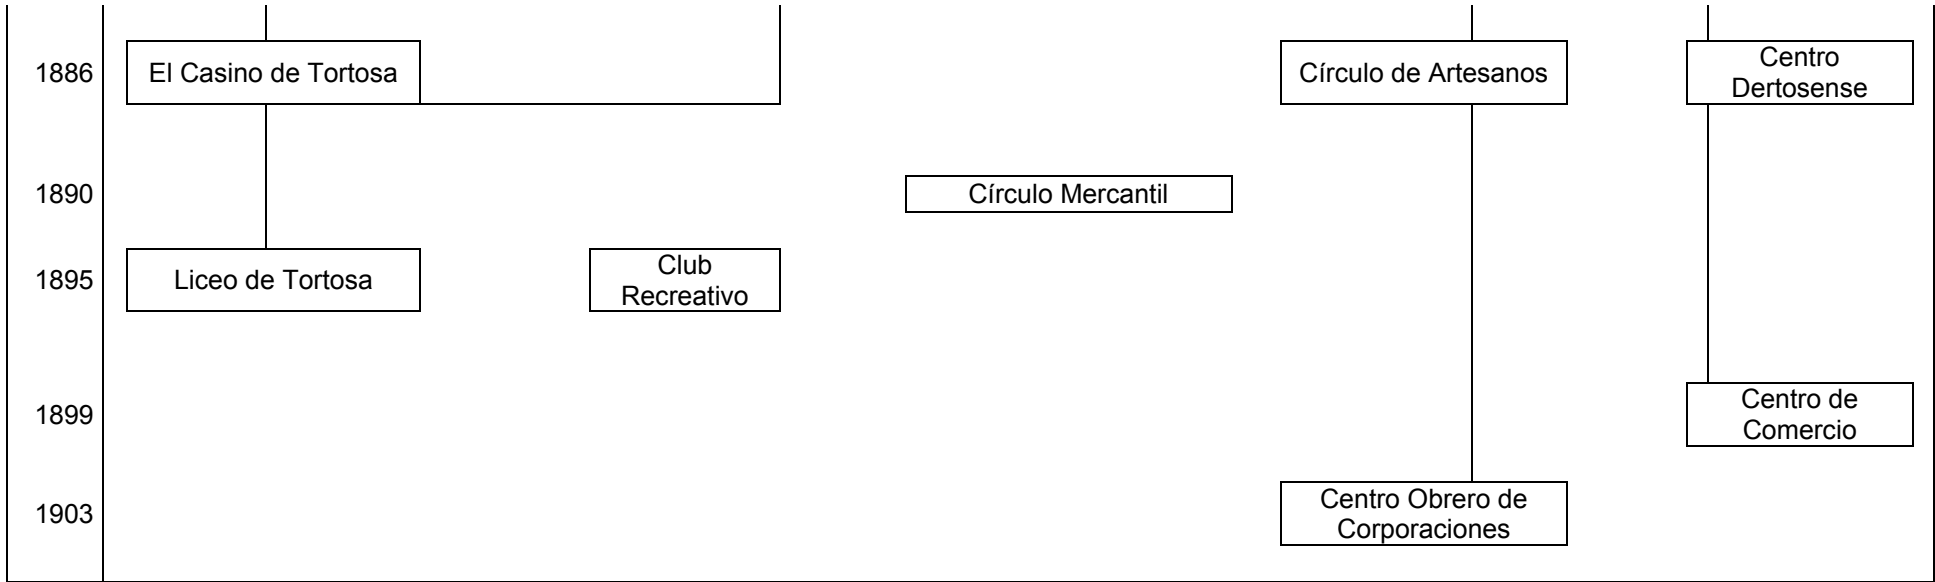 1886
El Casino de Tortosa
Círculo de Artesanos
Centro
Dertosense
1890
Círculo Mercantil
1895
Liceo de Tortosa
Club
Recreativo
1899
Centro de
Comercio
1903
Centro Obrero de
Corporaciones